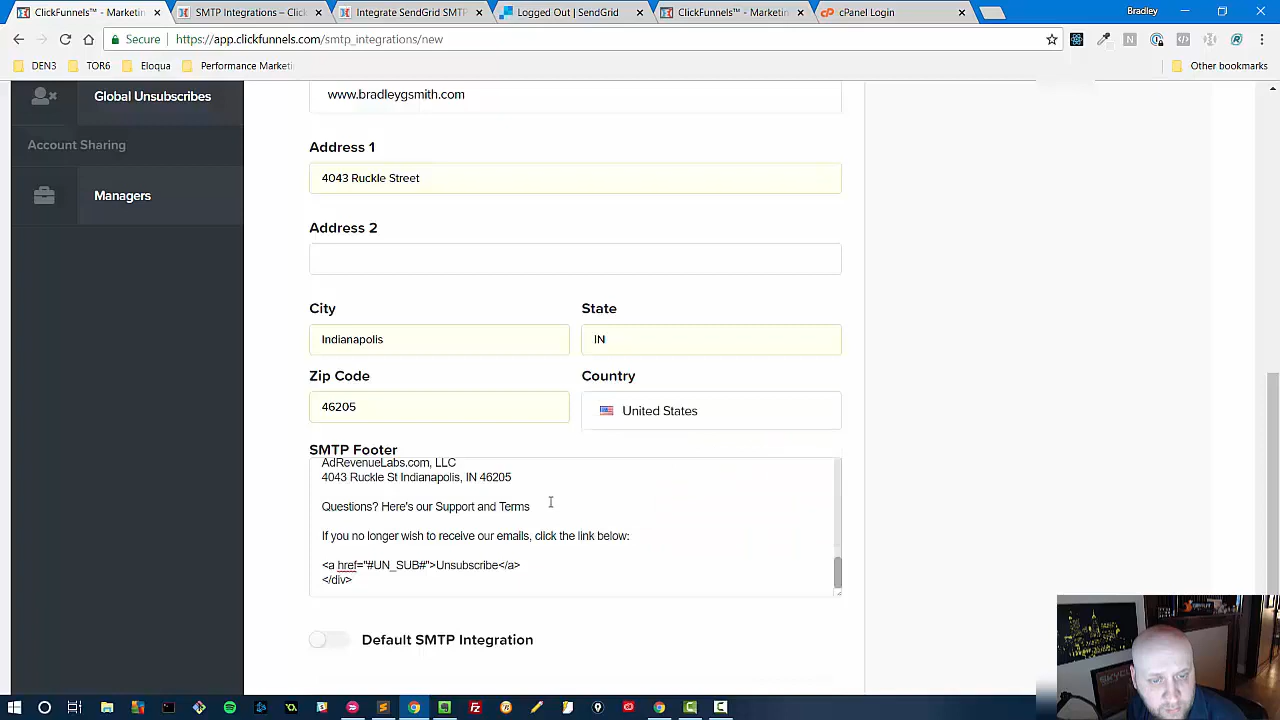 ClickFunnels™ - Marketin
SMTP Integrations – Click
Integrate SendGrid SMTP
Logged Out | SendGrid
ClickFunnels™ - Marketin
cPanel Login
Bradley
Secure
https://app.clickfunnels.com/smtp_integrations/new
DEN3
TOR6
Eloqua
Performance Marketi
Other bookmarks
Global Unsubscribes
Account Sharing
Managers
www.bradleygsmith.com
Address 1
4043 Ruckle Street
Address 2
City
State
Indianapolis
IN
Zip Code
Country
46205
United States
SMTP Footer
AdRevenueLabs.com, LLC
4043 Ruckle St Indianapolis, IN 46205
Questions? Here's our Support and Terms
If you no longer wish to receive our emails, click the link below:
<a href="#UN_SUB#">Unsubscribe</a>
</div>
Default SMTP Integration